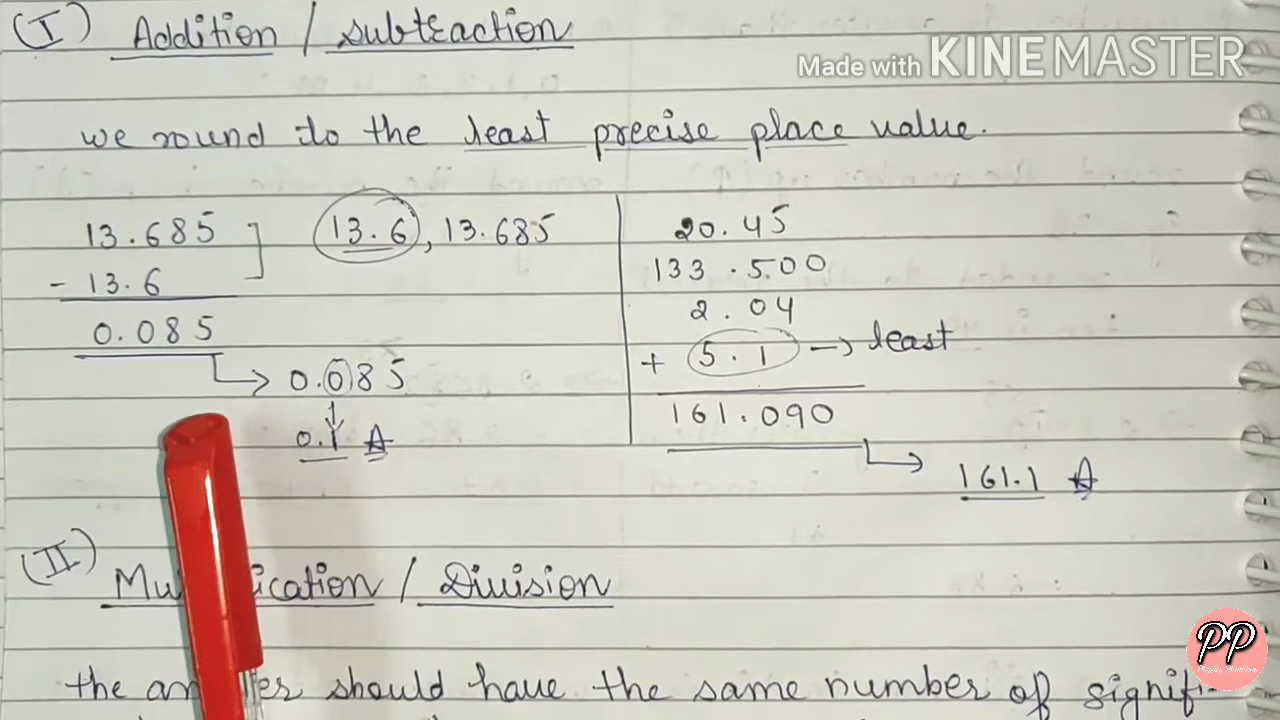 (I) Addition / Subtraction
Made with KINEMASTER
we round to the least precise place value.
13.685
- 13.6
0.085
13.6, 13.685
0.085
0.1
20.45
133.500
2.04
+ 5.1 → least
161.090
161.1
(II)
/ Division
the should have the same number of signifi-
PP